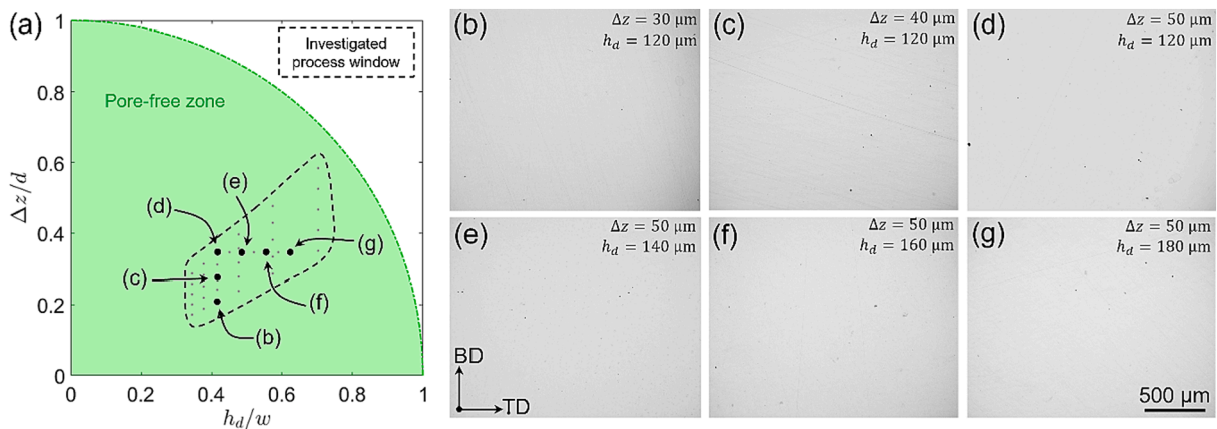 (a)
Investigated
process window
Pore-free zone
1
0.8
0.6
0.4
0.2
0
Δz/d
0
0.2
0.4
0.6
0.8
1
h_d/w
(e)
(d)
(g)
(c)
(f)
(b)
(b)
Δz = 30 μm
h_d = 120 μm
(c)
Δz = 40 μm
h_d = 120 μm
(d)
Δz = 50 μm
h_d = 120 μm
(e)
Δz = 50 μm
h_d = 140 μm
BD
TD
(f)
Δz = 50 μm
h_d = 160 μm
(g)
Δz = 50 μm
h_d = 180 μm
500 μm